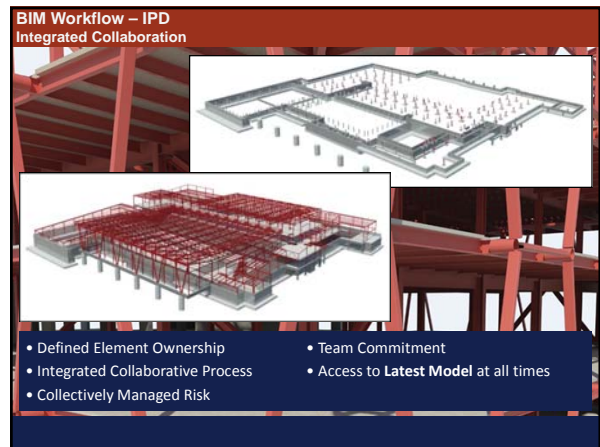 BIM Workflow – IPD
Integrated Collaboration
• Defined Element Ownership
• Integrated Collaborative Process
• Collectively Managed Risk
• Team Commitment
• Access to Latest Model at all times